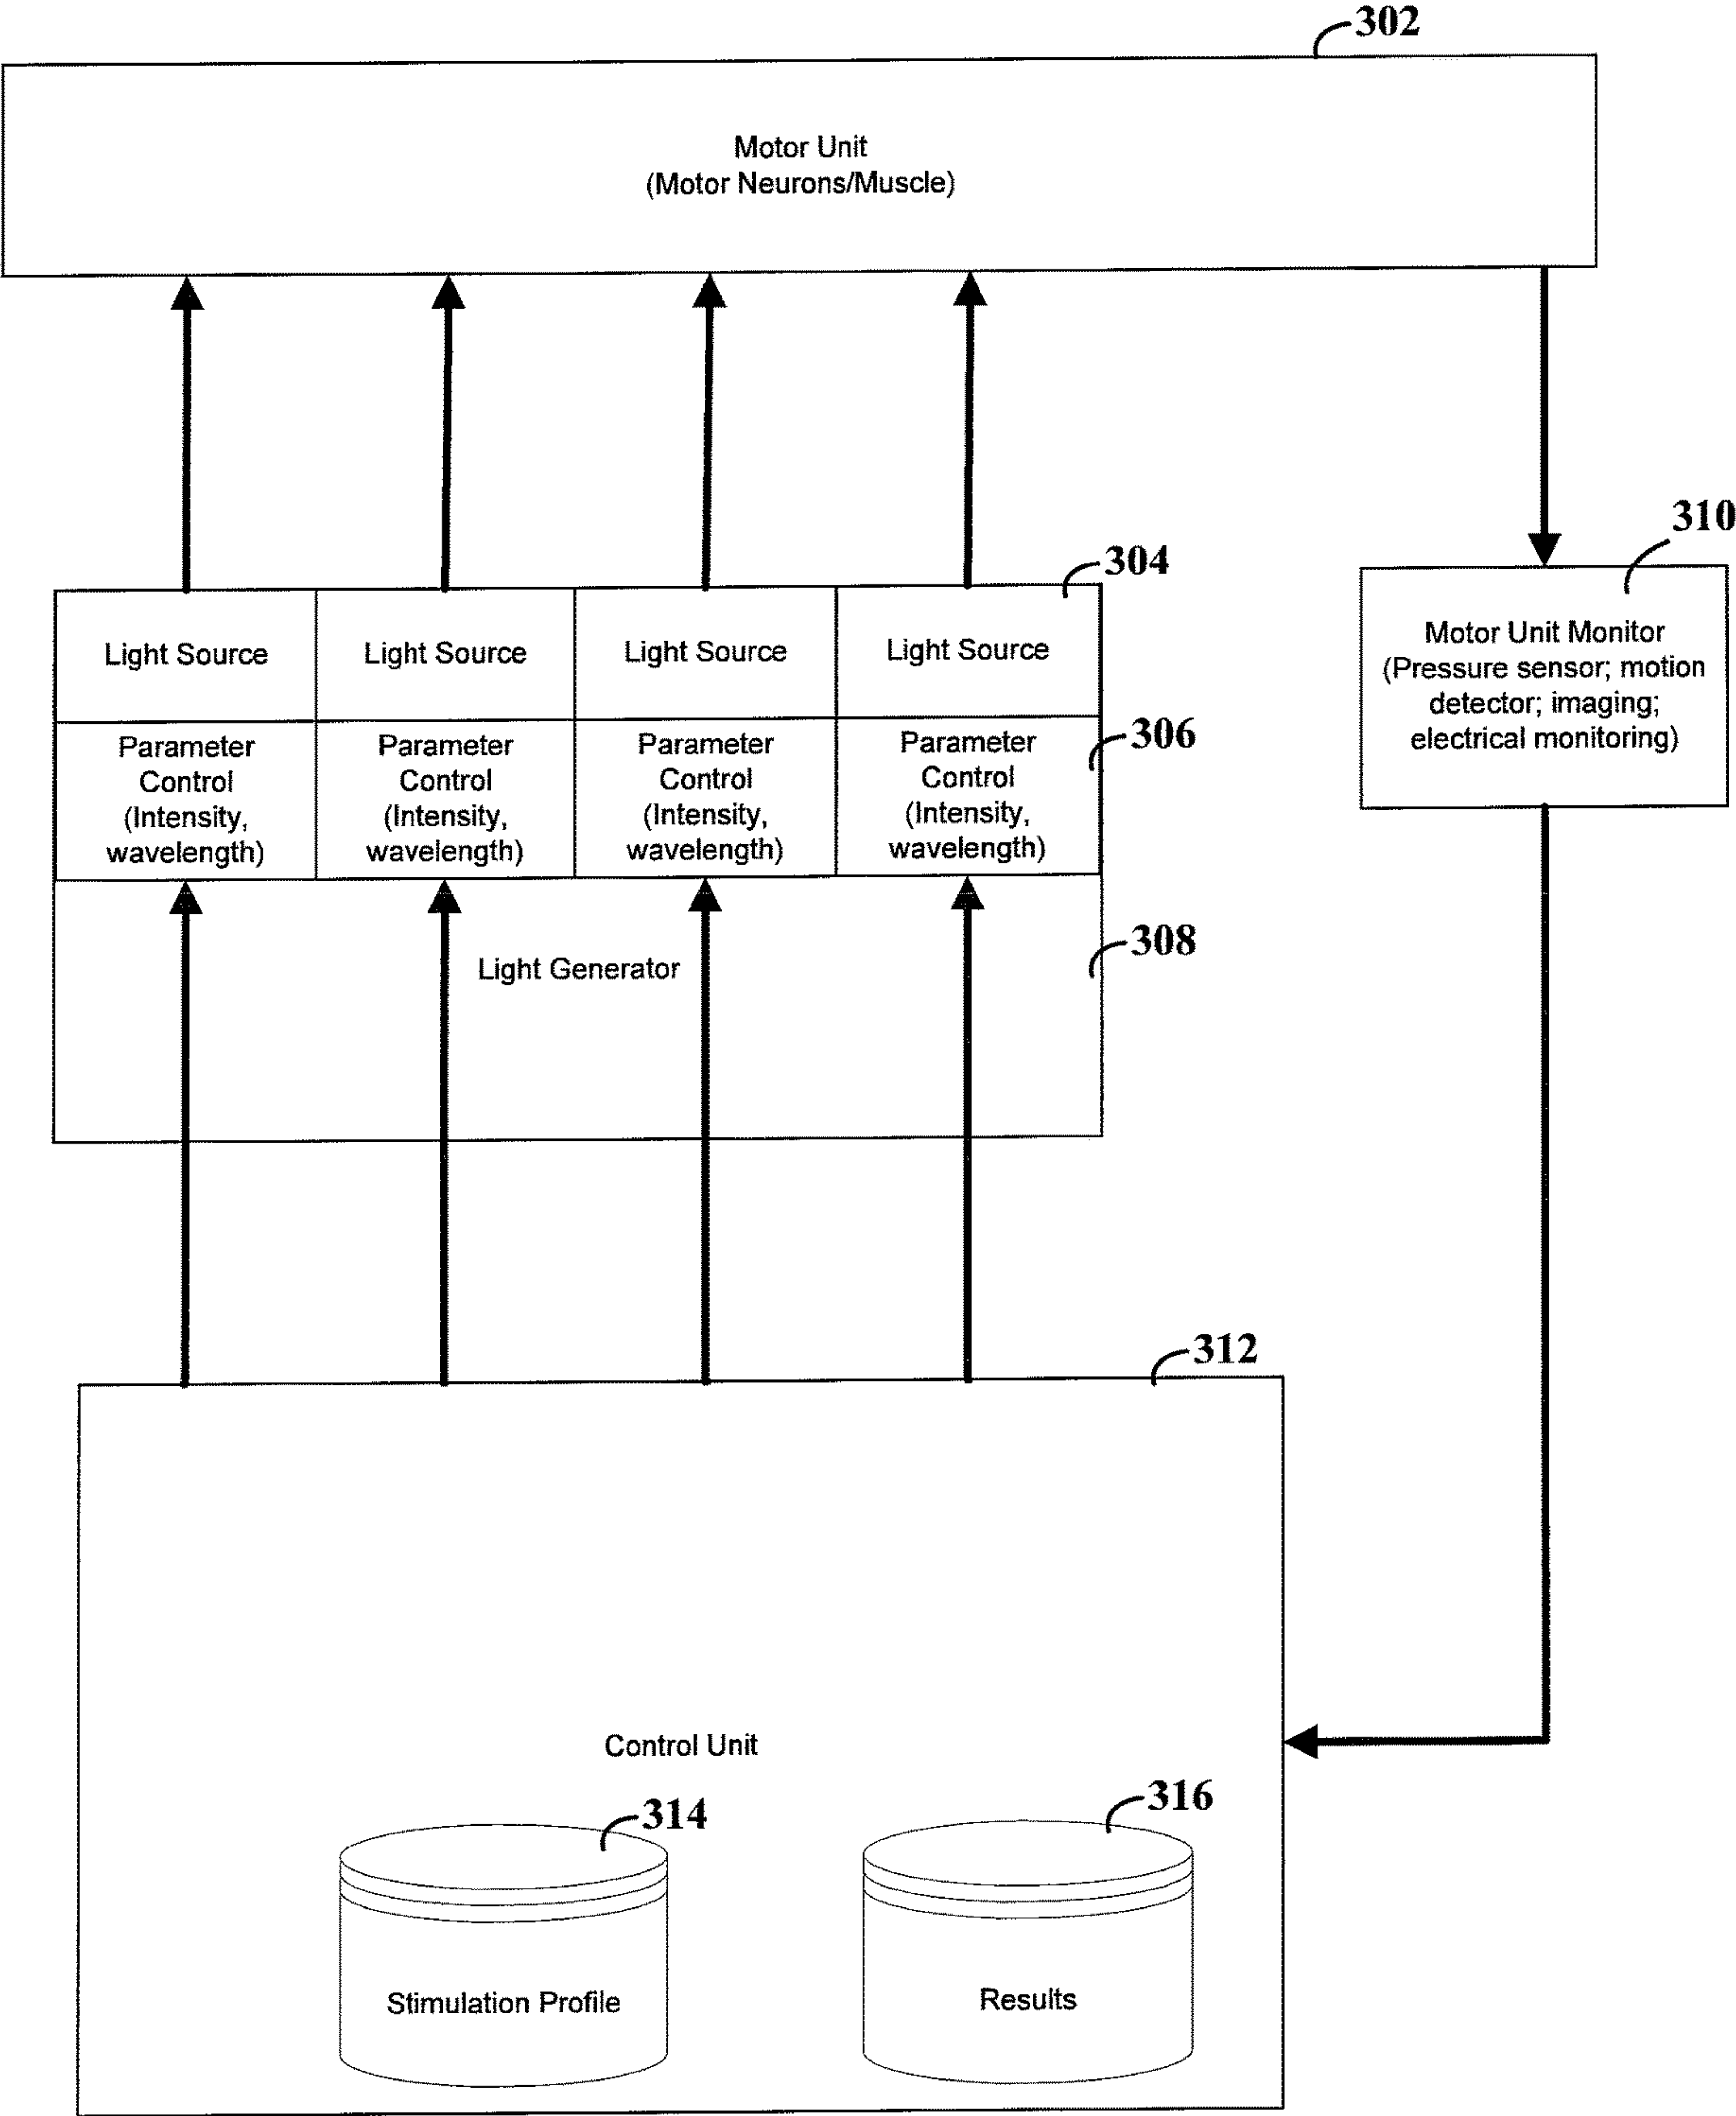 302
Motor Unit
(Motor Neurons/Muscle)
310
304
Light Source
Light Source
Light Source
Light Source
Motor Unit Monitor
(Pressure sensor; motion
detector; imaging;
electrical monitoring)
306
Parameter
Control
(Intensity,
wavelength)
Parameter
Control
(Intensity,
wavelength)
Parameter
Control
(Intensity,
wavelength)
Parameter
Control
(Intensity,
wavelength)
308
Light Generator
312
Control Unit
314
316
Stimulation Profile
Results